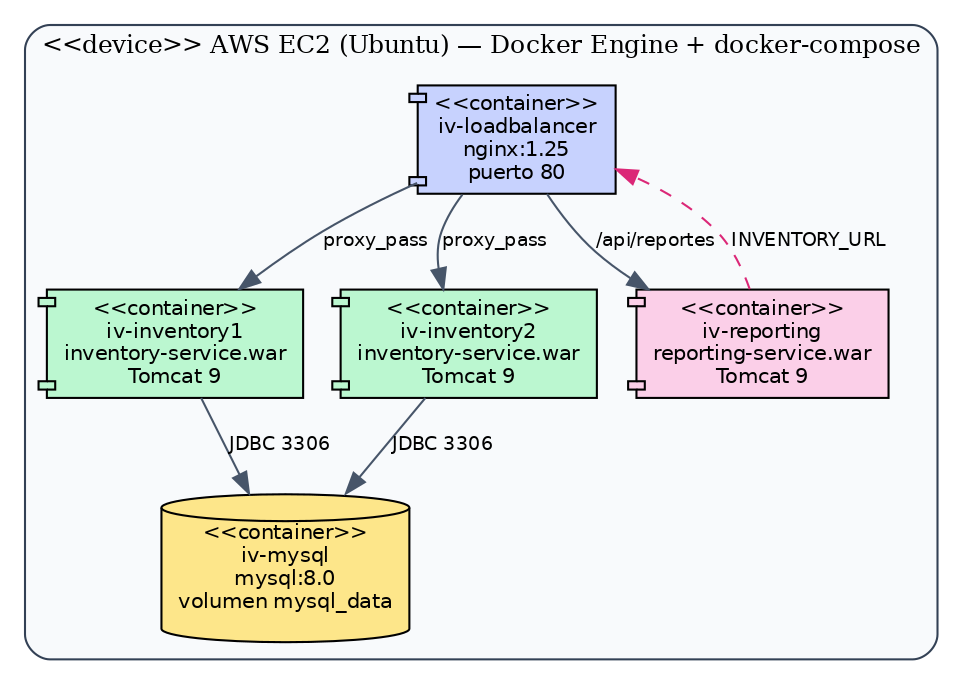 <<device>> AWS EC2 (Ubuntu) — Docker Engine + docker-compose
<<container>>
iv-loadbalancer
nginx:1.25
puerto 80
proxy_pass
proxy_pass
/api/reportes
INVENTORY_URL
<<container>>
iv-inventory1
inventory-service.war
Tomcat 9
<<container>>
iv-inventory2
inventory-service.war
Tomcat 9
<<container>>
iv-reporting
reporting-service.war
Tomcat 9
JDBC 3306
JDBC 3306
<<container>>
iv-mysql
mysql:8.0
volumen mysql_data